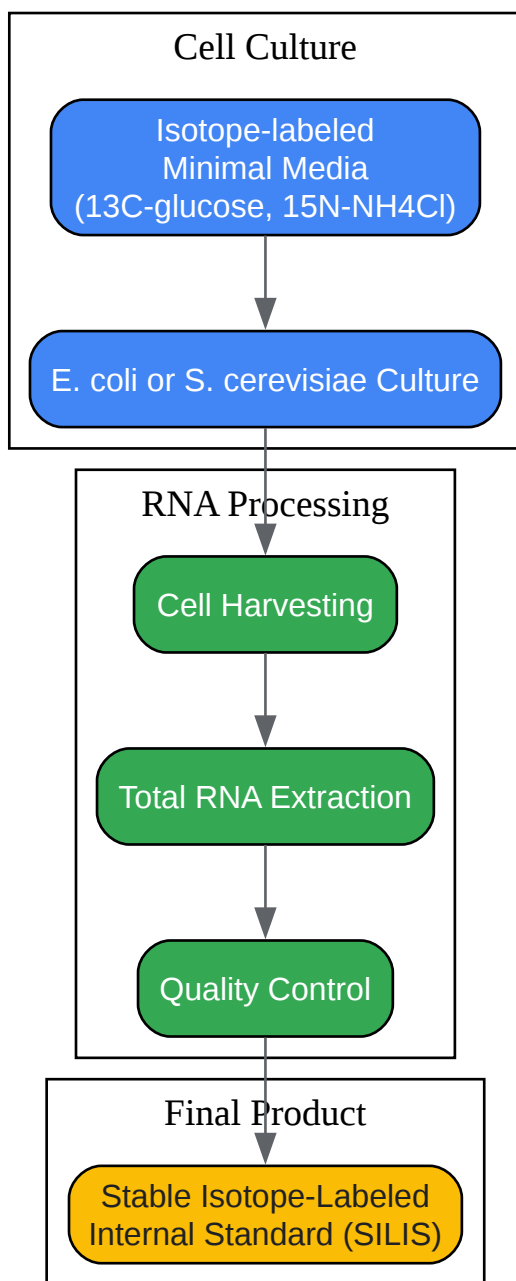 Cell Culture
Isotope-labeled
Minimal Media
(13C-glucose, 15N-NH4Cl)
E. coli or S. cerevisiae Culture
RNA Processing
Cell Harvesting
Total RNA Extraction
Quality Control
Final Product
Stable Isotope-Labeled
Internal Standard (SILIS)